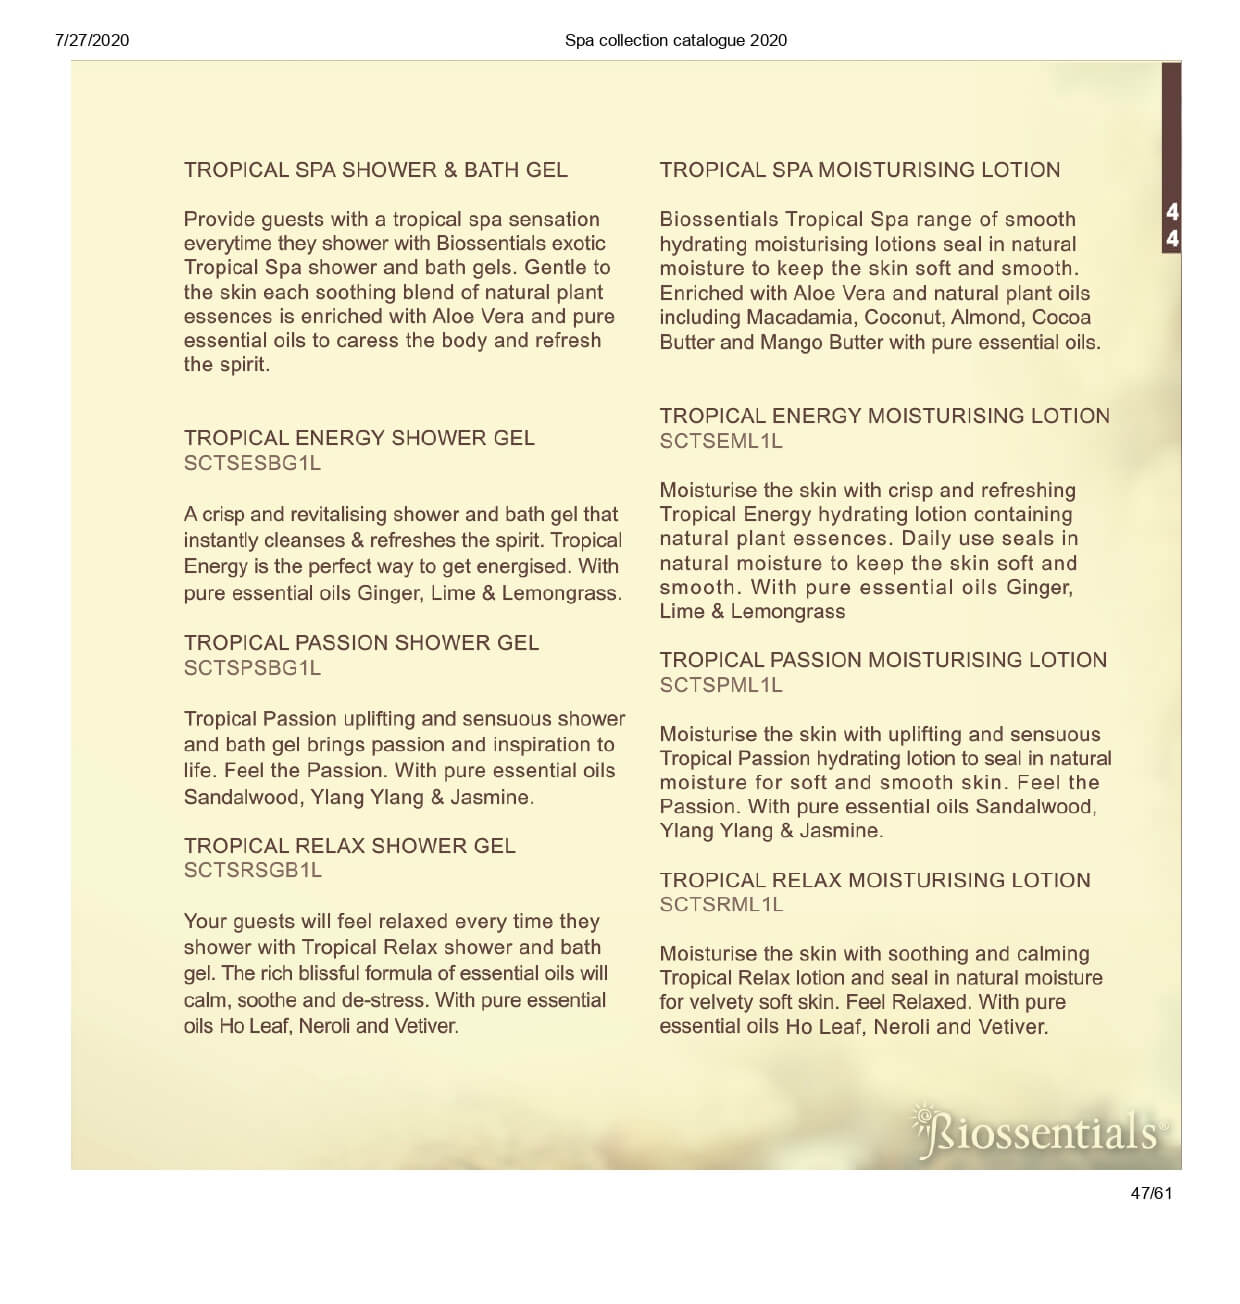 7/27/2020
Spa collection catalogue 2020
TROPICAL SPA SHOWER & BATH GEL
Provide guests with a tropical spa sensation
everytime they shower with Biossentials exotic
Tropical Spa shower and bath gels. Gentle to
the skin each soothing blend of natural plant
essences is enriched with Aloe Vera and pure
essential oils to caress the body and refresh
the spirit.
TROPICAL ENERGY SHOWER GEL
SCTSESBG1L
A crisp and revitalising shower and bath gel that
instantly cleanses & refreshes the spirit. Tropical
Energy is the perfect way to get energised. With
pure essential oils Ginger, Lime & Lemongrass.
TROPICAL PASSION SHOWER GEL
SCTSPSBG1L
Tropical Passion uplifting and sensuous shower
and bath gel brings passion and inspiration to
life. Feel the Passion. With pure essential oils
Sandalwood, Ylang Ylang & Jasmine.
TROPICAL RELAX SHOWER GEL
SCTSRSGB1L
Your guests will feel relaxed every time they
shower with Tropical Relax shower and bath
gel. The rich blissful formula of essential oils will
calm, soothe and de-stress. With pure essential
oils Ho Leaf, Neroli and Vetiver.
TROPICAL SPA MOISTURISING LOTION
Biossentials Tropical Spa range of smooth
hydrating moisturising lotions seal in natural
moisture to keep the skin soft and smooth.
Enriched with Aloe Vera and natural plant oils
including Macadamia, Coconut, Almond, Cocoa
Butter and Mango Butter with pure essential oils.
TROPICAL ENERGY MOISTURISING LOTION
SCTSEML1L
Moisturise the skin with crisp and refreshing
Tropical Energy hydrating lotion containing
natural plant essences. Daily use seals in
natural moisture to keep the skin soft and
smooth. With pure essential oils Ginger,
Lime & Lemongrass
TROPICAL PASSION MOISTURISING LOTION
SCTSPML1L
Moisturise the skin with uplifting and sensuous
Tropical Passion hydrating lotion to seal in natural
moisture for soft and smooth skin. Feel the
Passion. With pure essential oils Sandalwood,
Ylang Ylang & Jasmine.
TROPICAL RELAX MOISTURISING LOTION
SCTSRML1L
Moisturise the skin with soothing and calming
Tropical Relax lotion and seal in natural moisture
for velvety soft skin. Feel Relaxed. With pure
essential oils Ho Leaf, Neroli and Vetiver.
4
4
Biossentials®
47/61